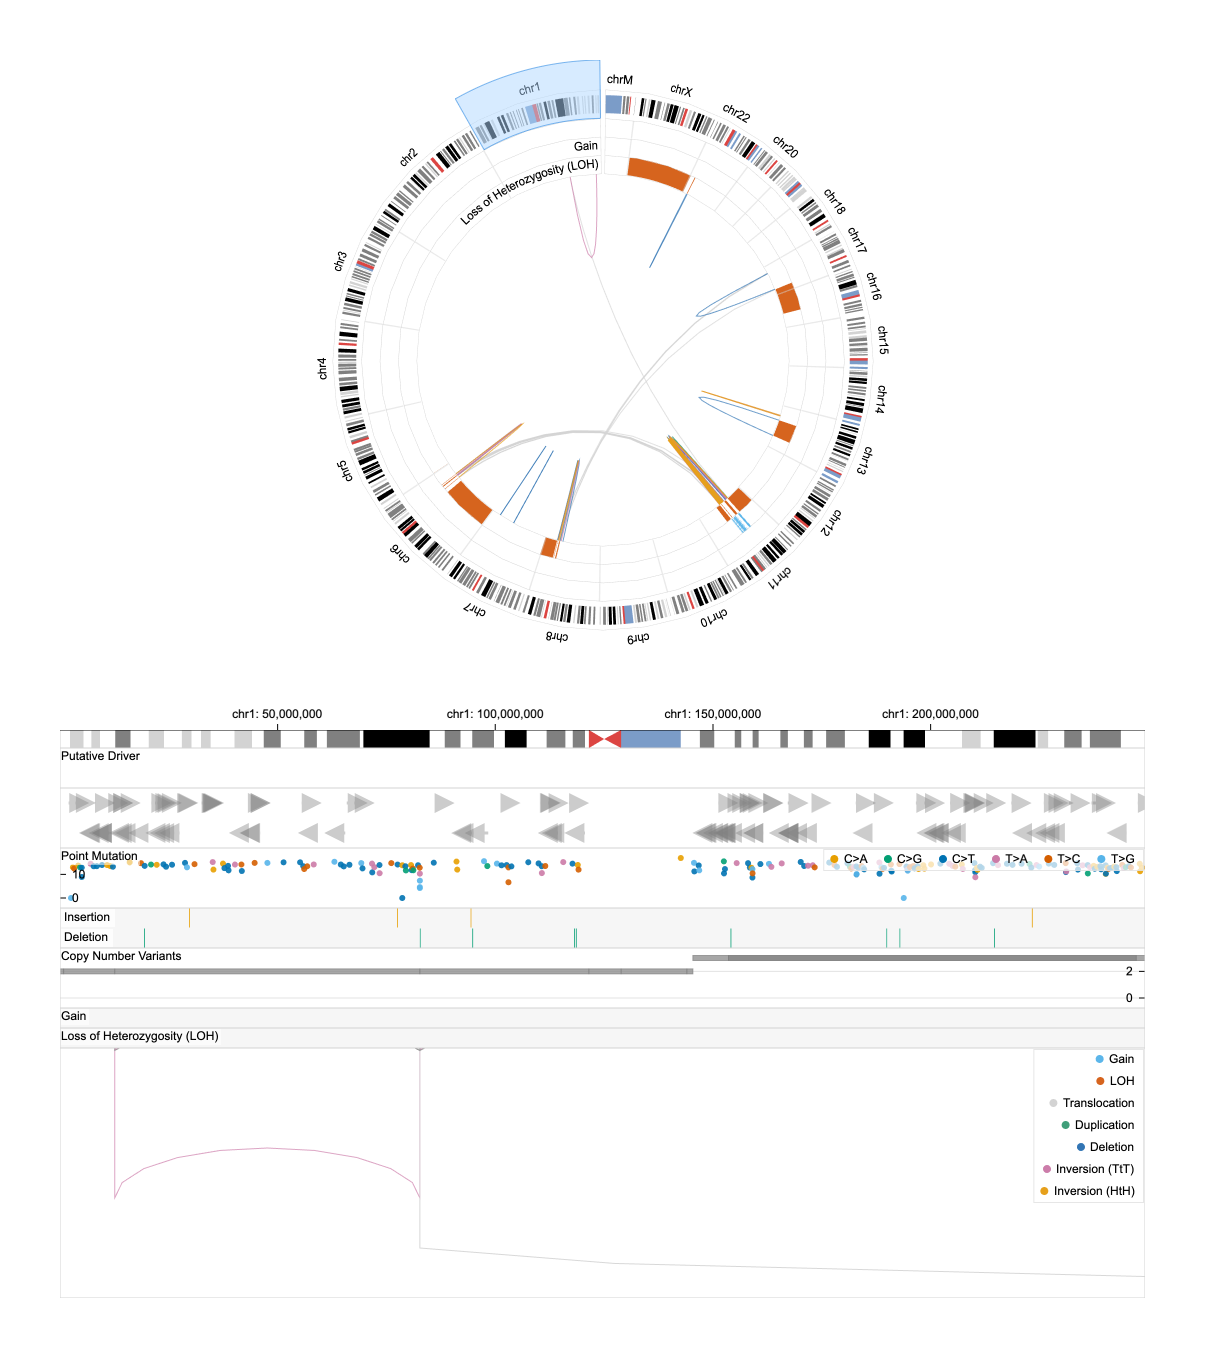 chr1
chrM
chrX
chr22
chr20
chr18
chr17
chr16
chr15
chr14
chr13
chr12
chr11
chr10
chr9
chr8
chr7
chr6
chr5
chr4
chr3
chr2
Gain
Loss of Heterozygosity (LOH)
chr1: 50,000,000 chr1: 100,000,000 chr1: 150,000,000 chr1: 200,000,000
Putative Driver
Point Mutation
C>A C>G C>T T>A T>C T>G
10
0
Insertion
Deletion
Copy Number Variants
2
0
Gain
Loss of Heterozygosity (LOH)
Gain
LOH
Translocation
Duplication
Deletion
Inversion (TtT)
Inversion (HtH)